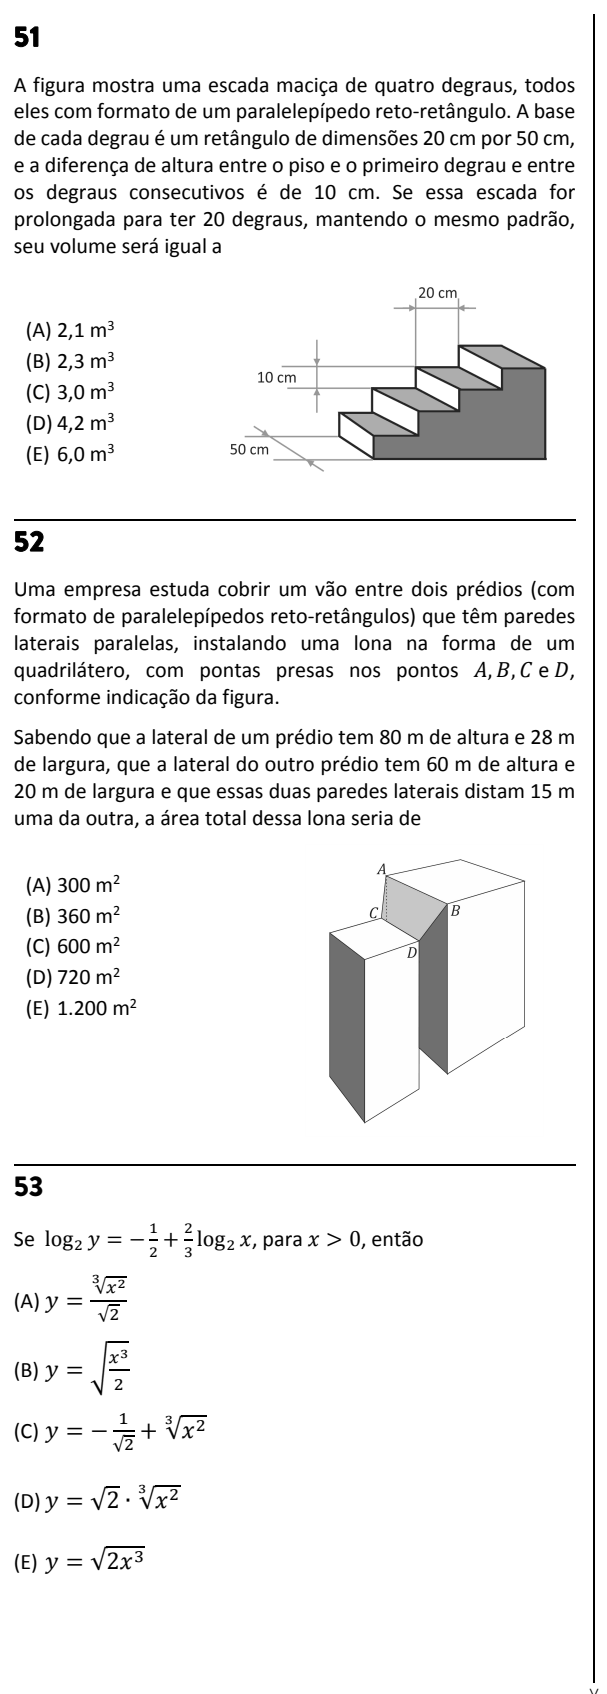 51
A figura mostra uma escada maciça de quatro degraus, todos
eles com formato de um paralelepípedo reto-retângulo. A base
de cada degrau é um retângulo de dimensões 20 cm por 50 cm,
e a diferença de altura entre o piso e o primeiro degrau e entre
os degraus consecutivos é de 10 cm. Se essa escada for
prolongada para ter 20 degraus, mantendo o mesmo padrão,
seu volume será igual a
(A) 2,1 m³
(B) 2,3 m³
(C) 3,0 m³
(D) 4,2 m³
(E) 6,0 m³
20 cm
10 cm
50 cm
52
Uma empresa estuda cobrir um vão entre dois prédios (com
formato de paralelepípedos reto-retângulos) que têm paredes
laterais paralelas, instalando uma lona na forma de um
quadrilátero, com pontas presas nos pontos A, B, C e D,
conforme indicação da figura.
Sabendo que a lateral de um prédio tem 80 m de altura e 28 m
de largura, que a lateral do outro prédio tem 60 m de altura e
20 m de largura e que essas duas paredes laterais distam 15 m
uma da outra, a área total dessa lona seria de
(A) 300 m²
(B) 360 m²
(C) 600 m²
(D) 720 m²
(E) 1.200 m²
A
C
B
D
53
Se log₂ y = −1/2 + 2/3 log₂ x, para x > 0, então
(A) y = ∛x² / √2
(B) y = √(x³/2)
(C) y = −1/√2 + ∛x²
(D) y = √2 · ∛x²
(E) y = √(2x³)